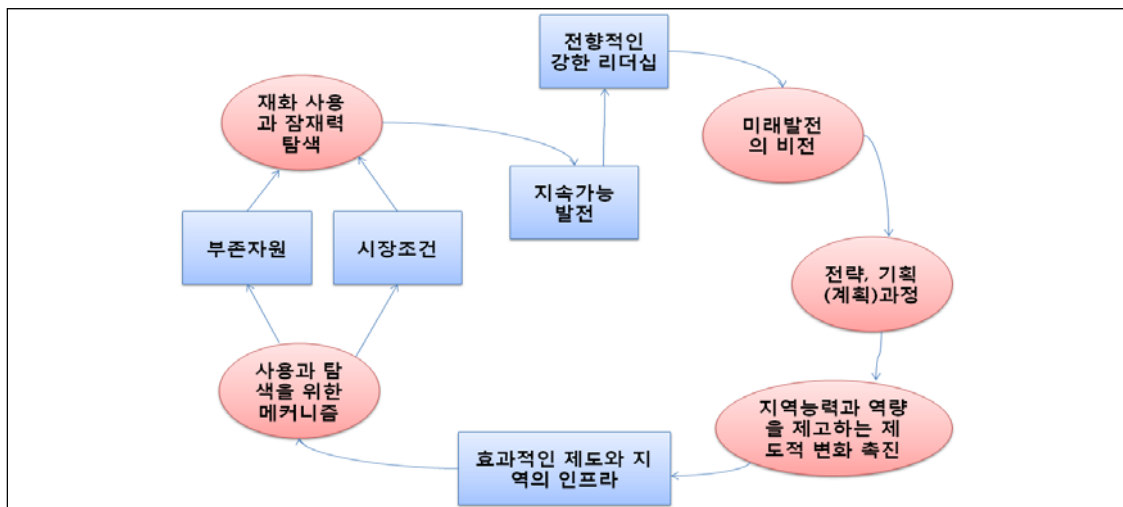 전향적인
강한 리더십
재화 사용
과 잠재력
탐색
미래발전
의 비전
지속가능
발전
부존자원
시장조건
전략, 기획
(계획)과정
사용과 탐
색을 위한
메커니즘
지역능력과 역량
을 제고하는 제
도적 변화 촉진
효과적인 제도와 지
역의 인프라